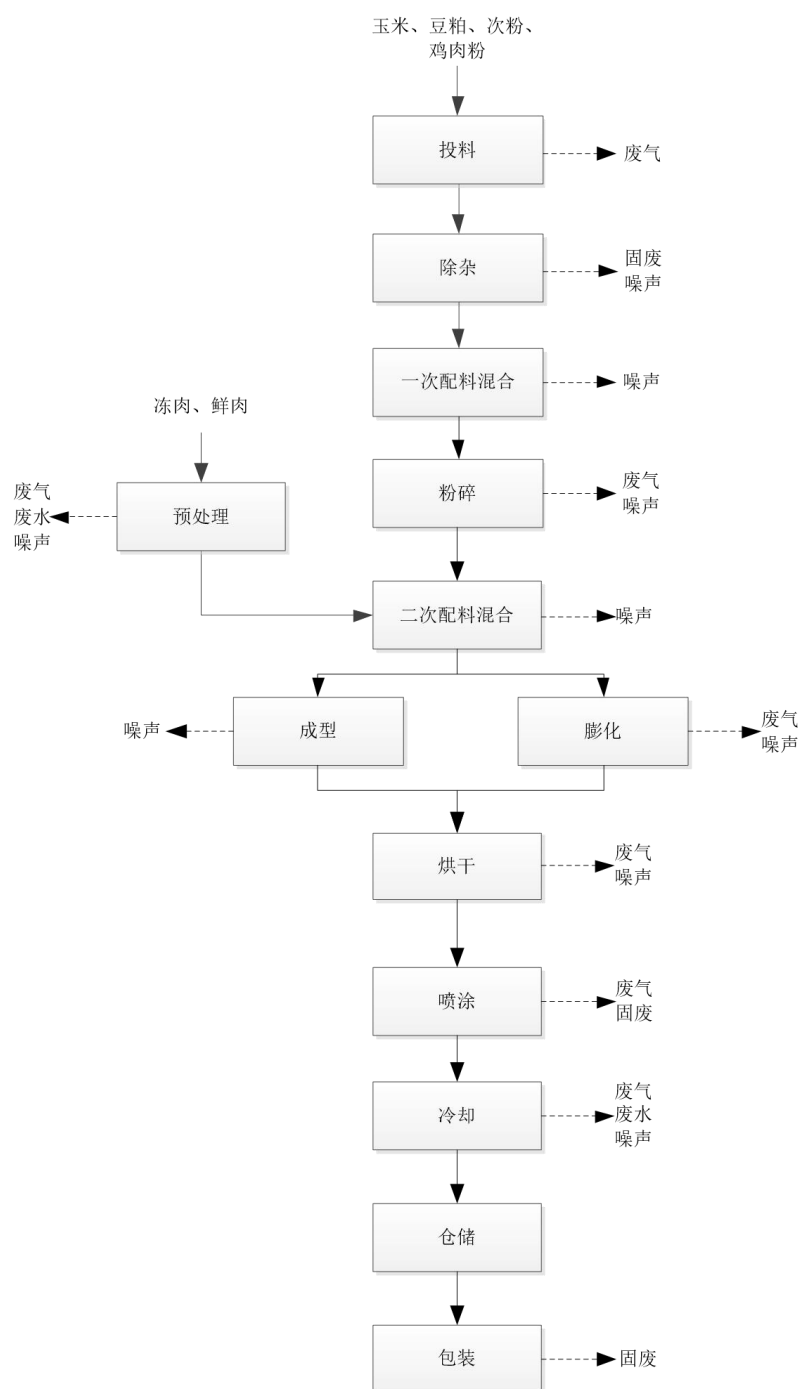 玉米、豆粕、次粉、
鸡肉粉
投料
废气
除杂
固废
噪声
一次配料混合
噪声
冻肉、鲜肉
粉碎
废气
噪声
废气
废水
噪声
预处理
二次配料混合
噪声
噪声
成型
膨化
废气
噪声
烘干
废气
噪声
喷涂
废气
固废
冷却
废气
废水
噪声
仓储
包装
固废